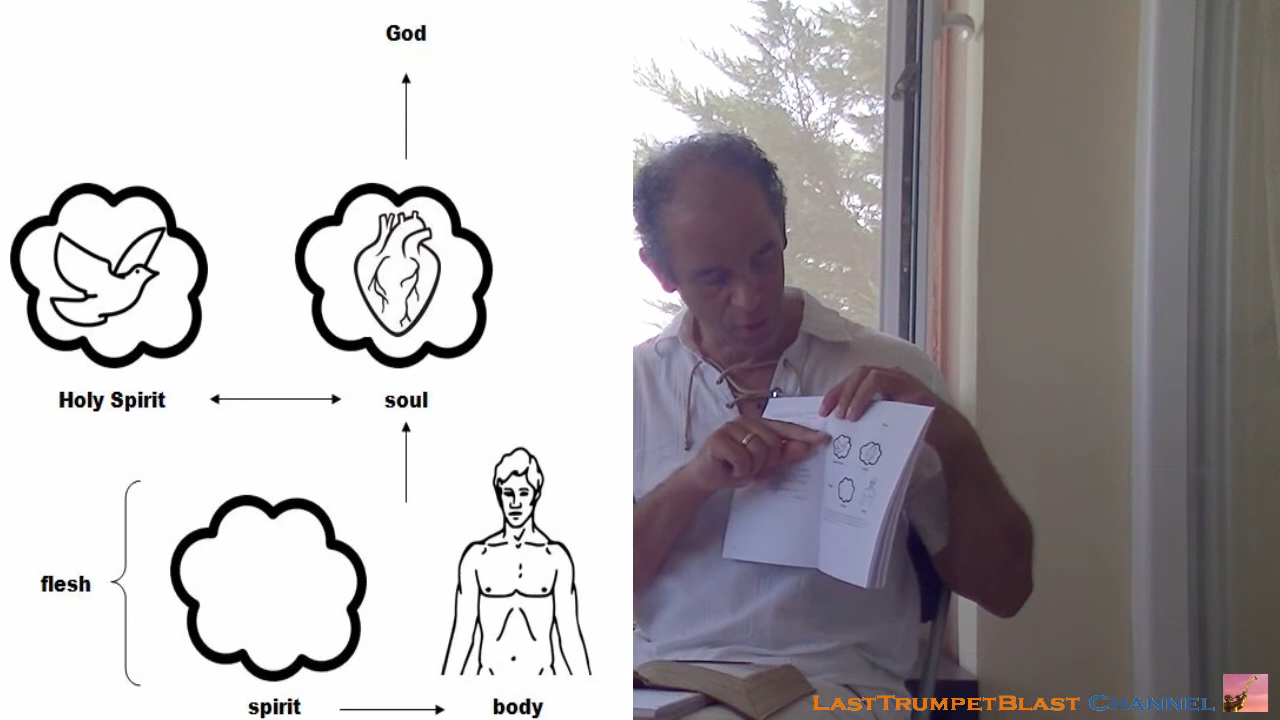 God
Holy Spirit
soul
flesh
spirit
body
LASTTRUMPETBLAST CHANNEL